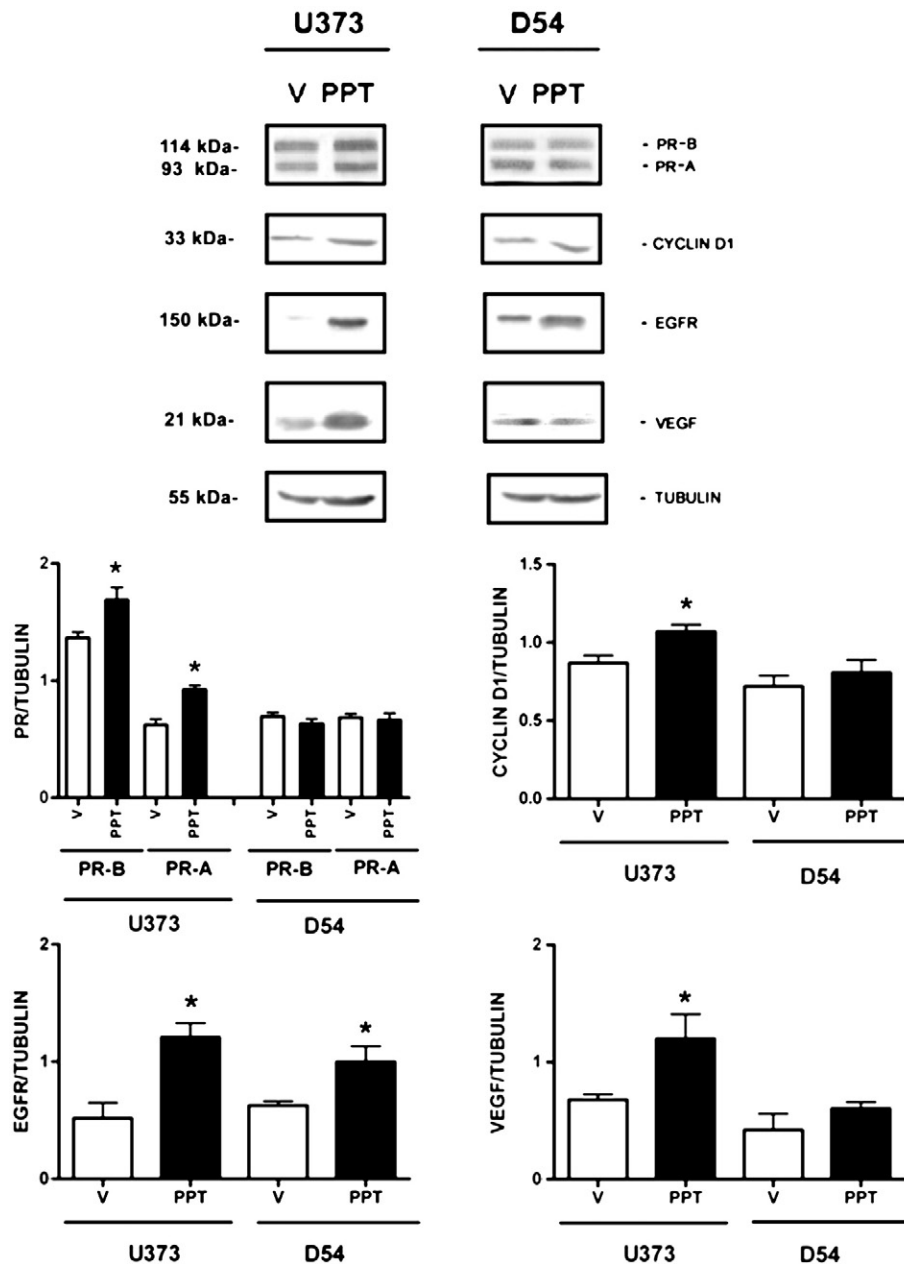 U373 D54
V PPT V PPT
114 kDa- - PR-B
93 kDa- - PR-A
33 kDa- - CYCLIN D1
150 kDa- - EGFR
21 kDa- - VEGF
55 kDa- - TUBULIN
PR/TUBULIN
2
1
0
* *
V PPT V PPT V PPT V PPT
PR-B PR-A PR-B PR-A
U373 D54
CYCLIN D1/TUBULIN
1.5
1.0
0.5
0.0
*
V PPT V PPT
U373 D54
EGFR/TUBULIN
2
1
0
* *
V PPT V PPT
U373 D54
VEGF/TUBULIN
2
1
0
*
V PPT V PPT
U373 D54